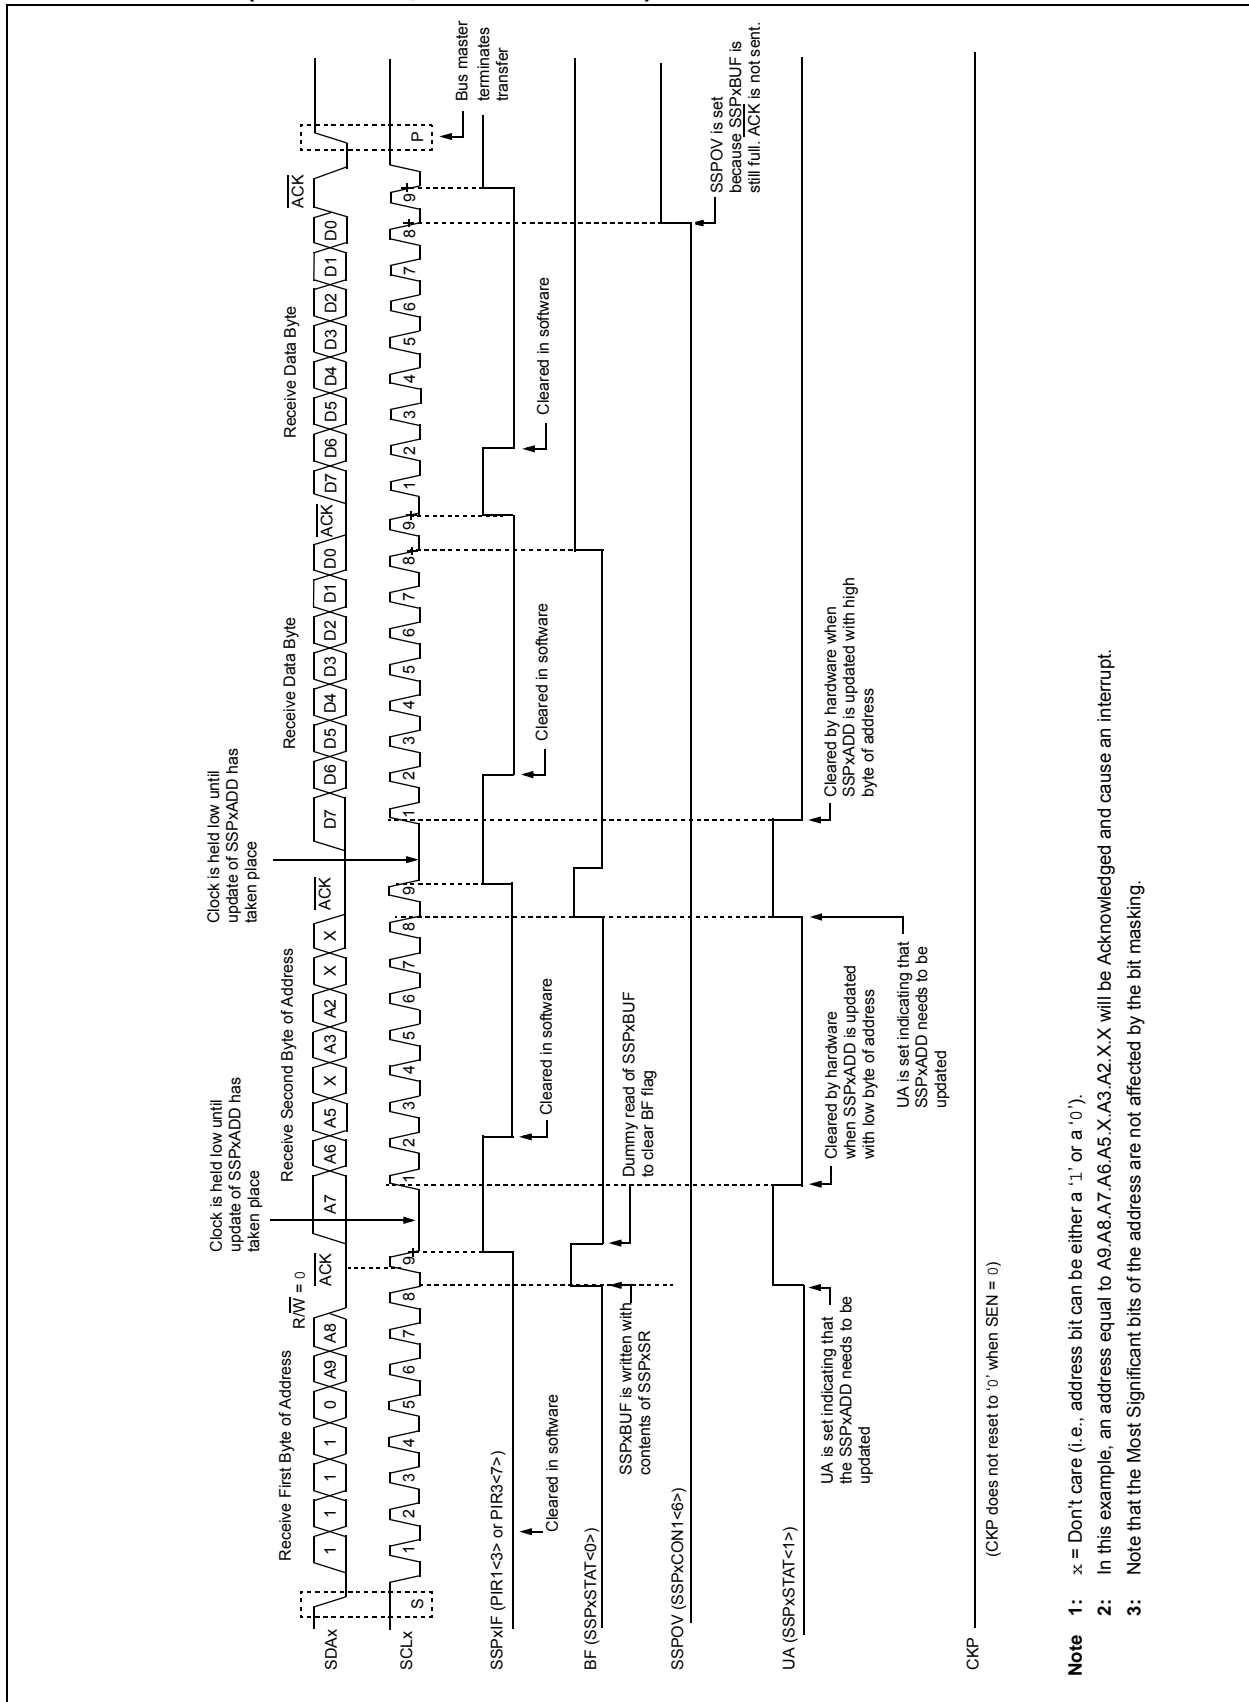 Receive First Byte of Address
R/W = 0
ACK
Clock is held low until
update of SSPxADD has
taken place
Receive Second Byte of Address
ACK
Clock is held low until
update of SSPxADD has
taken place
Receive Data Byte
ACK
Receive Data Byte
ACK
SDAx
1 1 1 1 0 A9 A8 A7 A6 A5 X A3 A2 X X D7 D6 D5 D4 D3 D2 D1 D0 D7 D6 D5 D4 D3 D2 D1 D0
SCLx
S 1 2 3 4 5 6 7 8 9 1 2 3 4 5 6 7 8 9 1 2 3 4 5 6 7 8 9 1 2 3 4 5 6 7 8 9 P
Bus master
terminates
transfer
SSPxIF (PIR1<3> or PIR3<7>)
Cleared in software
Cleared in software
Cleared in software
Cleared in software
BF (SSPxSTAT<0>)
SSPxBUF is written with
contents of SSPxSR
Dummy read of SSPxBUF
to clear BF flag
SSPOV (SSPxCON1<6>)
SSPOV is set
because SSPxBUF is
still full. ACK is not sent.
UA (SSPxSTAT<1>)
UA is set indicating that
the SSPxADD needs to be
updated
Cleared by hardware
when SSPxADD is updated
with low byte of address
UA is set indicating that
SSPxADD needs to be
updated
Cleared by hardware when
SSPxADD is updated with high
byte of address
CKP
(CKP does not reset to ‘0’ when SEN = 0)
Note 1: x = Don’t care (i.e., address bit can be either a ‘1’ or a ‘0’).
2: In this example, an address equal to A9.A8.A7.A6.A5.X.A3.A2.X.X will be Acknowledged and cause an interrupt.
3: Note that the Most Significant bits of the address are not affected by the bit masking.